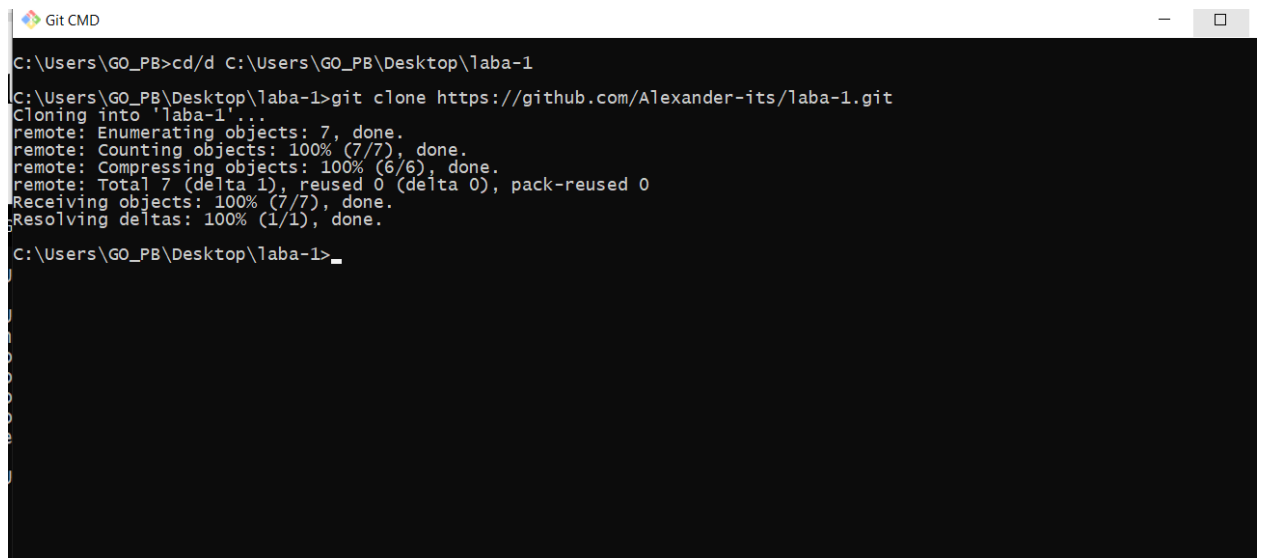 Git CMD
C:\Users\GO_PB>cd/d C:\Users\GO_PB\Desktop\laba-1
C:\Users\GO_PB\Desktop\laba-1>git clone https://github.com/Alexander-its/laba-1.git
Cloning into 'laba-1'...
remote: Enumerating objects: 7, done.
remote: Counting objects: 100% (7/7), done.
remote: Compressing objects: 100% (6/6), done.
remote: Total 7 (delta 1), reused 0 (delta 0), pack-reused 0
Receiving objects: 100% (7/7), done.
Resolving deltas: 100% (1/1), done.
C:\Users\GO_PB\Desktop\laba-1>